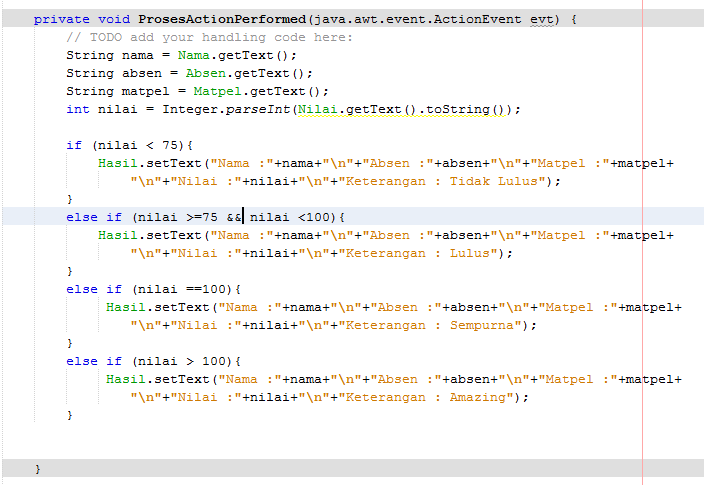 private void ProsesActionPerformed(java.awt.event.ActionEvent evt) {
// TODO add your handling code here:
String nama = Nama.getText();
String absen = Absen.getText();
String matpel = Matpel.getText();
int nilai = Integer.parseInt(Nilai.getText().toString());
if (nilai < 75){
Hasil.setText("Nama :"+nama+"\n"+"Absen :"+absen+"\n"+"Matpel :"+matpel+
"\n"+"Nilai :"+nilai+"\n"+"Keterangan : Tidak Lulus");
}
else if (nilai >=75 && nilai <100){
Hasil.setText("Nama :"+nama+"\n"+"Absen :"+absen+"\n"+"Matpel :"+matpel+
"\n"+"Nilai :"+nilai+"\n"+"Keterangan : Lulus");
}
else if (nilai ==100){
Hasil.setText("Nama :"+nama+"\n"+"Absen :"+absen+"\n"+"Matpel :"+matpel+
"\n"+"Nilai :"+nilai+"\n"+"Keterangan : Sempurna");
}
else if (nilai > 100){
Hasil.setText("Nama :"+nama+"\n"+"Absen :"+absen+"\n"+"Matpel :"+matpel+
"\n"+"Nilai :"+nilai+"\n"+"Keterangan : Amazing");
}
}